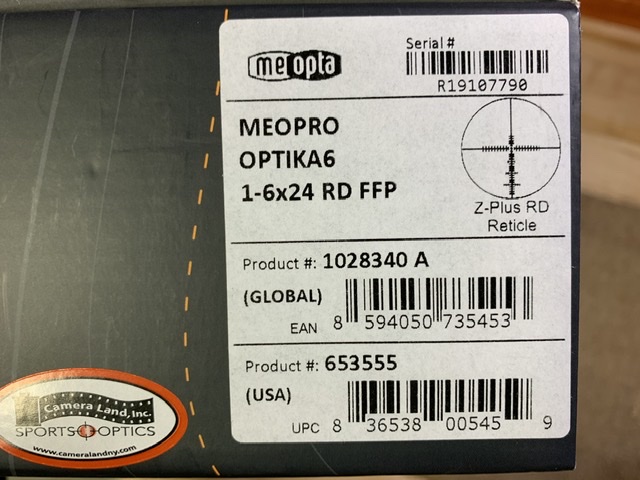 meopta
Serial #
R19107790
MEOPRO
OPTIKA6
1-6x24 RD FFP
Z-Plus RD
Reticle
Product #: 1028340 A
(GLOBAL)
EAN 8 594050 735453
Product #: 653555
(USA)
UPC 8 36538 00545 9
Camera Land, Inc.
SPORTS OPTICS
www.cameralandny.com